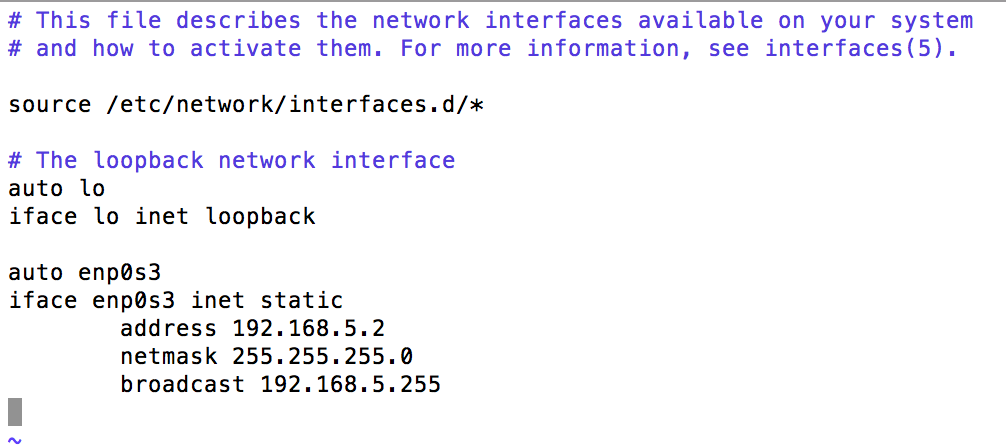 # This file describes the network interfaces available on your system
# and how to activate them. For more information, see interfaces(5).
source /etc/network/interfaces.d/*
# The loopback network interface
auto lo
iface lo inet loopback
auto enp0s3
iface enp0s3 inet static
address 192.168.5.2
netmask 255.255.255.0
broadcast 192.168.5.255
~